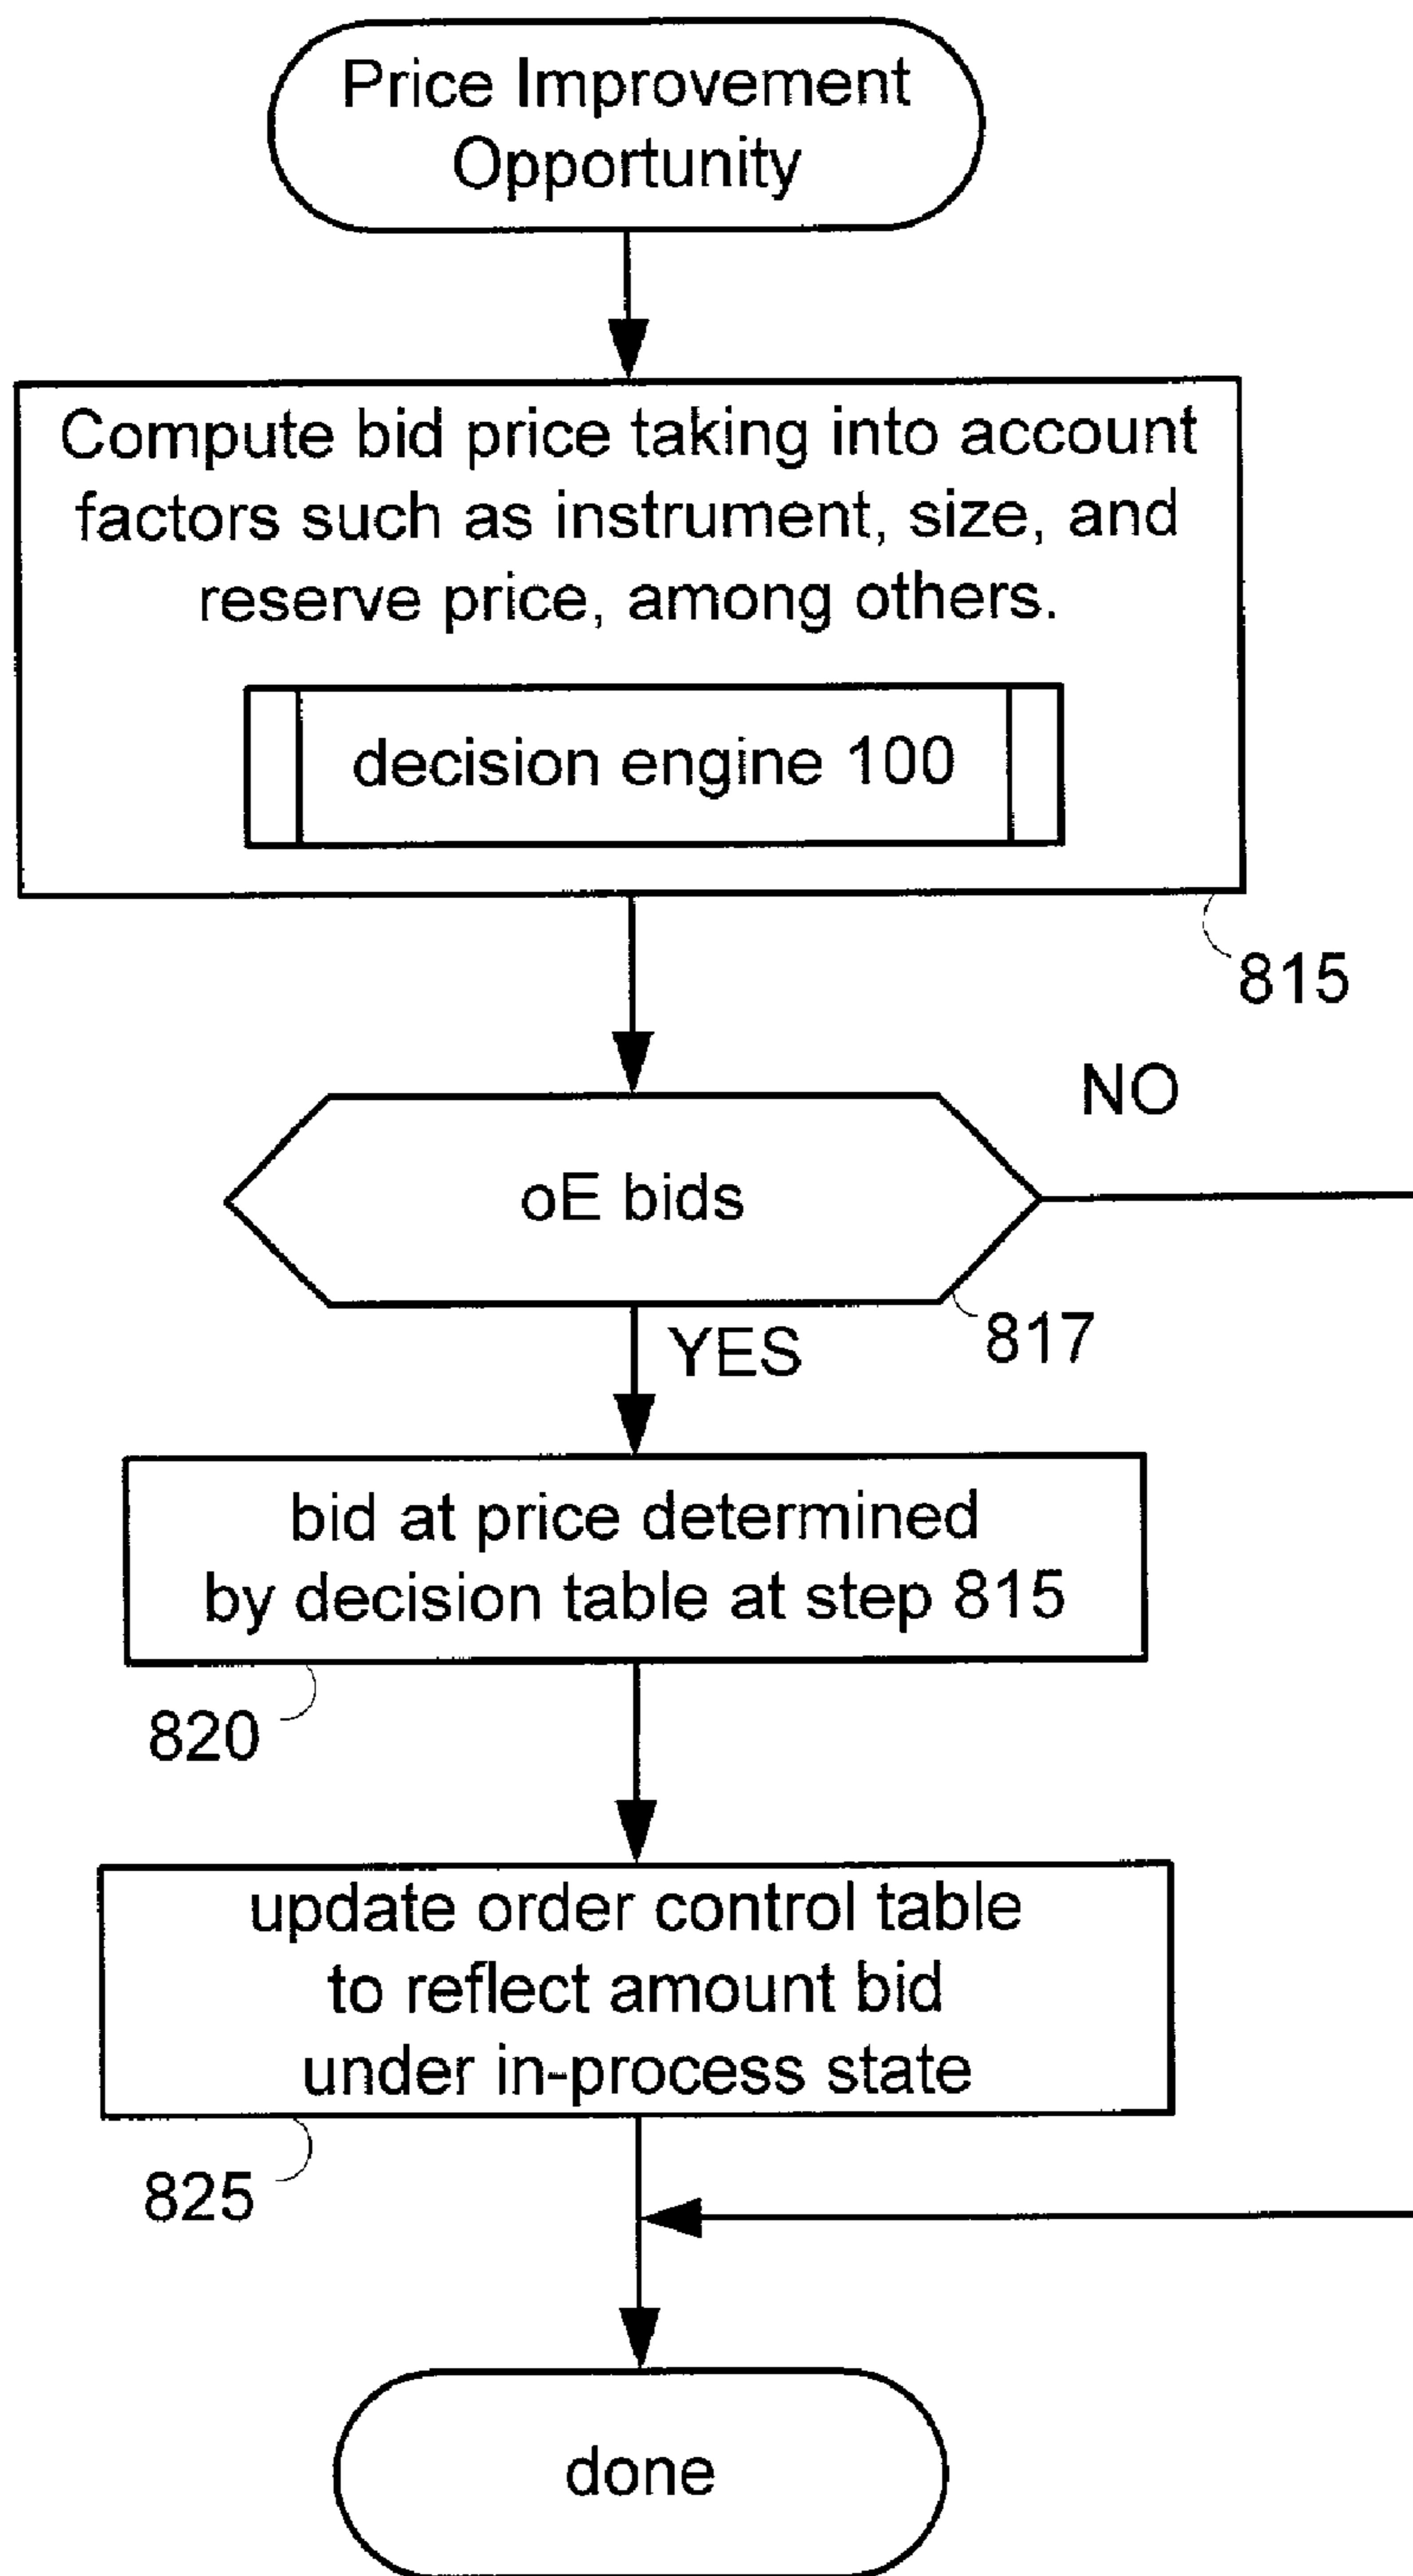 Price Improvement
Opportunity
Compute bid price taking into account
factors such as instrument, size, and
reserve price, among others.
decision engine 100
815
NO
oE bids
817
YES
bid at price determined
by decision table at step 815
820
update order control table
to reflect amount bid
under in-process state
825
done